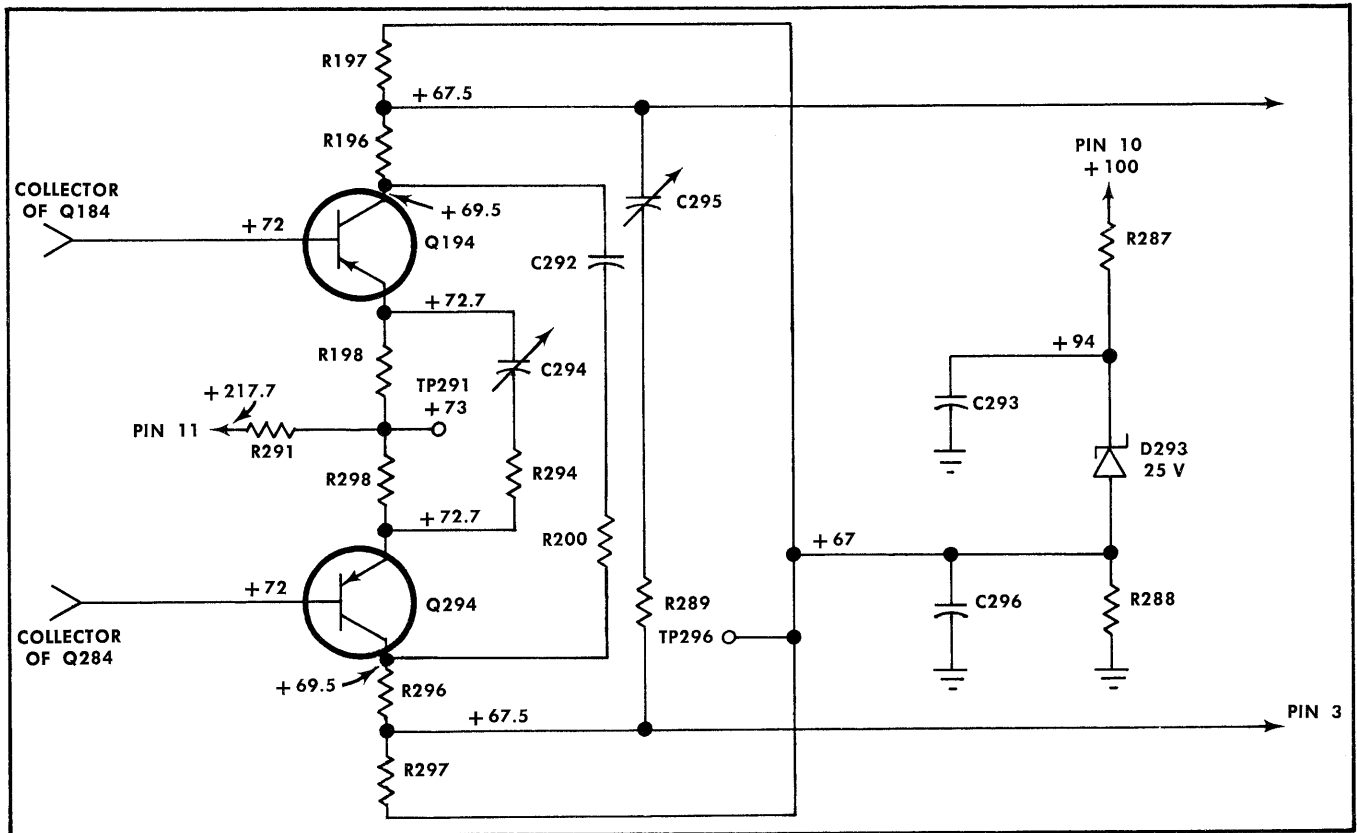 R197
+67.5
R196
PIN 10
+100
COLLECTOR
OF Q184
+72
+69.5
C295
Q194
R287
C292
+72.7
+94
R198
C294
TP291
+73
+217.7
PIN 11
R291
C293
D293
25 V
R298
R294
+72.7
R200
+67
+72
Q294
R289
C296
R288
TP296
COLLECTOR
OF Q284
+69.5
R296
+67.5
PIN 3
R297